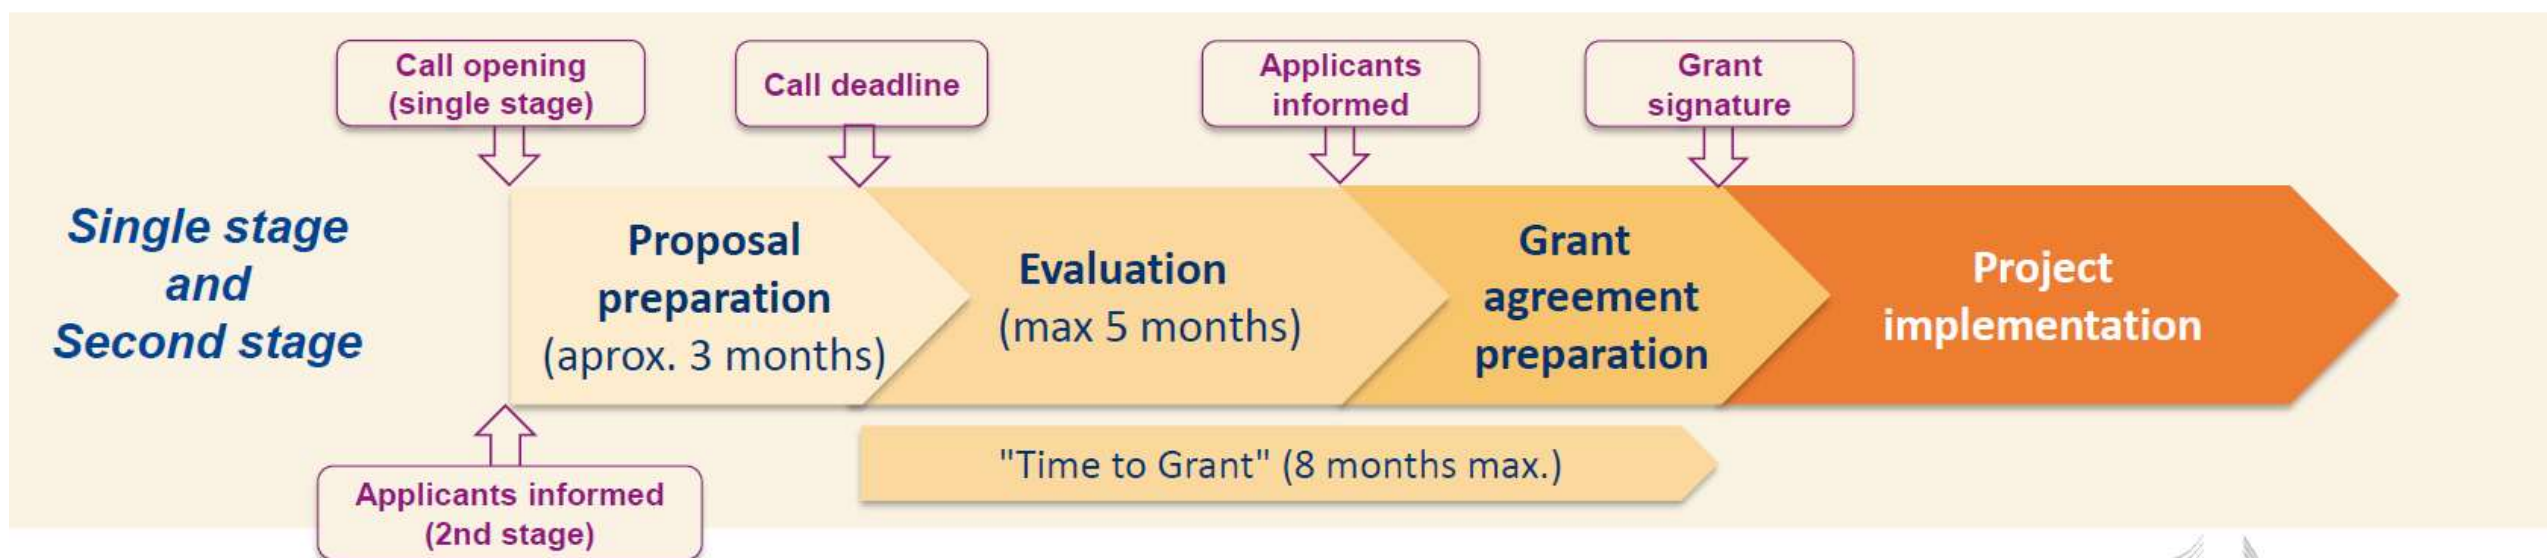 Call opening
(single stage)
Call deadline
Applicants
informed
Grant
signature
Single stage
and
Second stage
Proposal
preparation
(aprox. 3 months)
Evaluation
(max 5 months)
Grant
agreement
preparation
Project
implementation
"Time to Grant" (8 months max.)
Applicants informed
(2nd stage)